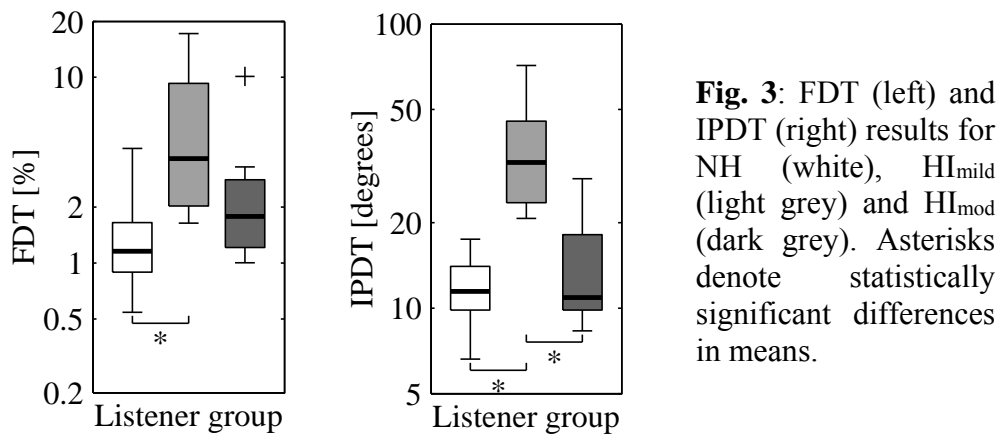 20
10
2
1
0.5
0.2
FDT [%]
*
Listener group
100
50
20
10
5
IPDT [degrees]
*
*
Listener group
Fig. 3: FDT (left) and
IPDT (right) results for
NH (white), HImild
(light grey) and HImod
(dark grey). Asterisks
denote statistically
significant differences
in means.